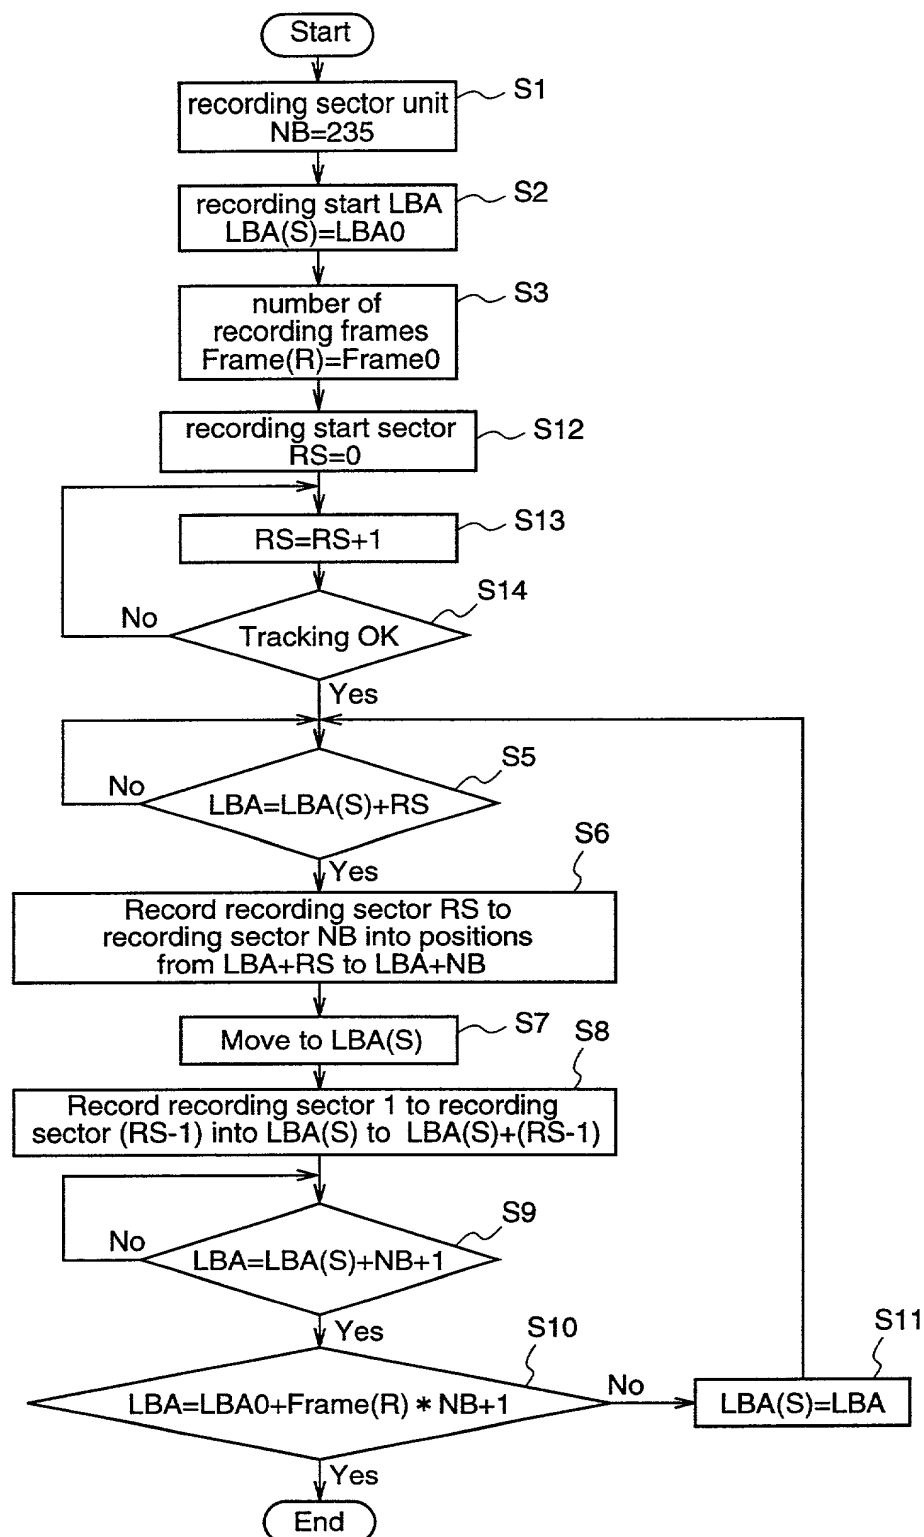 Start
recording sector unit
NB=235
S1
recording start LBA
LBA(S)=LBA0
S2
number of
recording frames
Frame(R)=Frame0
S3
recording start sector
RS=0
S12
RS=RS+1
S13
Tracking OK
S14
No
Yes
LBA=LBA(S)+RS
S5
No
Yes
S6
Record recording sector RS to
recording sector NB into positions
from LBA+RS to LBA+NB
Move to LBA(S)
S7
S8
Record recording sector 1 to recording
sector (RS-1) into LBA(S) to LBA(S)+(RS-1)
LBA=LBA(S)+NB+1
S9
No
Yes
S10
LBA=LBA0+Frame(R)＊NB+1
No
S11
LBA(S)=LBA
Yes
End